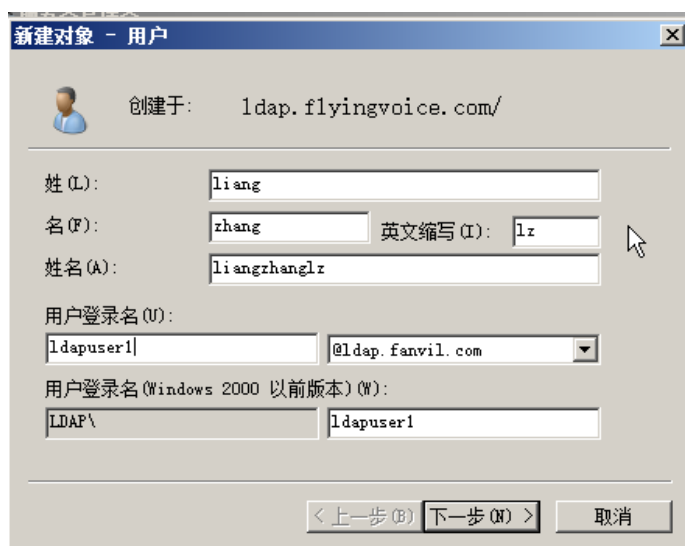 新建对象 - 用户
创建于: ldap.flyingvoice.com/
姓(L): liang
名(F): zhang 英文缩写(I): lz
姓名(A): liangzhanglz
用户登录名(U):
ldapuser1 @ldap.fanvil.com
用户登录名(Windows 2000 以前版本)(W):
LDAP\ ldapuser1
< 上一步(B) 下一步(N) > 取消